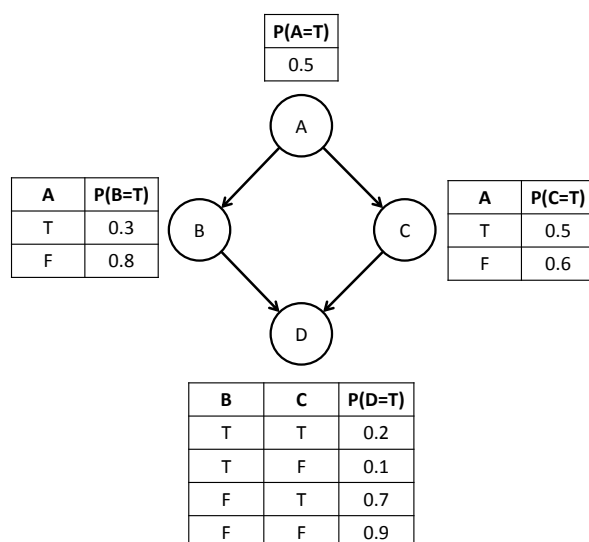 P(A=T)
0.5
A
A P(B=T)
T 0.3
F 0.8
B
C
A P(C=T)
T 0.5
F 0.6
D
B C P(D=T)
T T 0.2
T F 0.1
F T 0.7
F F 0.9